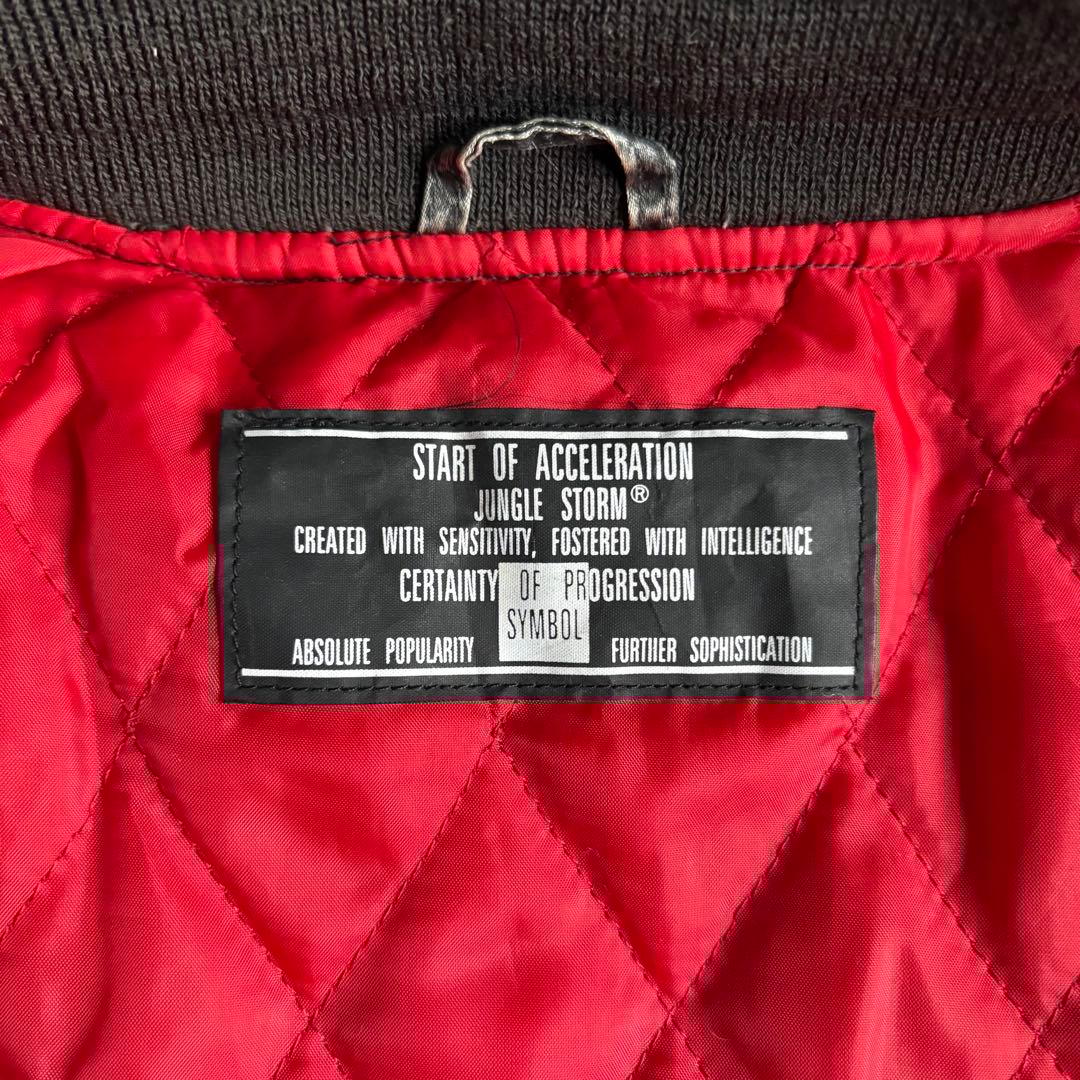 START OF ACCELERATION
JUNGLE STORM®
CREATED WITH SENSITIVITY, FOSTERED WITH INTELLIGENCE
CERTAINTY OF PROGRESSION
SYMBOL
ABSOLUTE POPULARITY FURTHER SOPHISTICATION